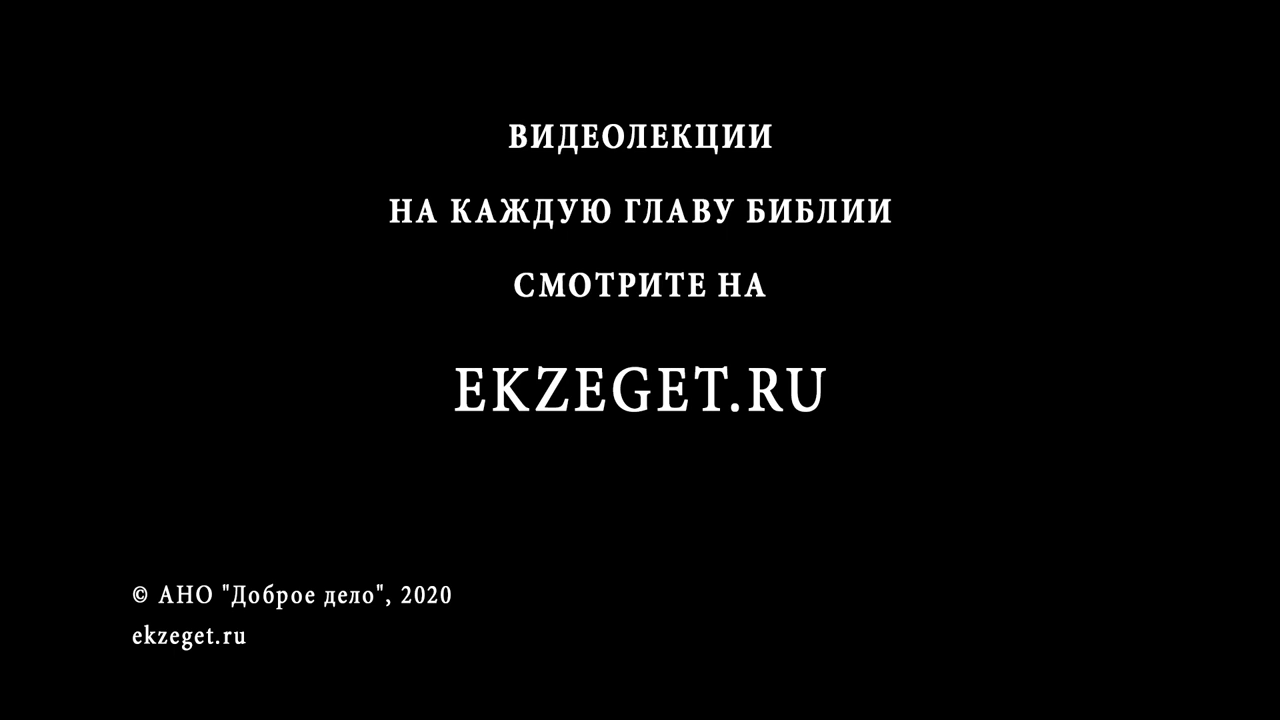 ВИДЕОЛЕКЦИИ
НА КАЖДУЮ ГЛАВУ БИБЛИИ
СМОТРИТЕ НА
EKZEGET.RU
© АНО "Доброе дело", 2020
ekzeget.ru